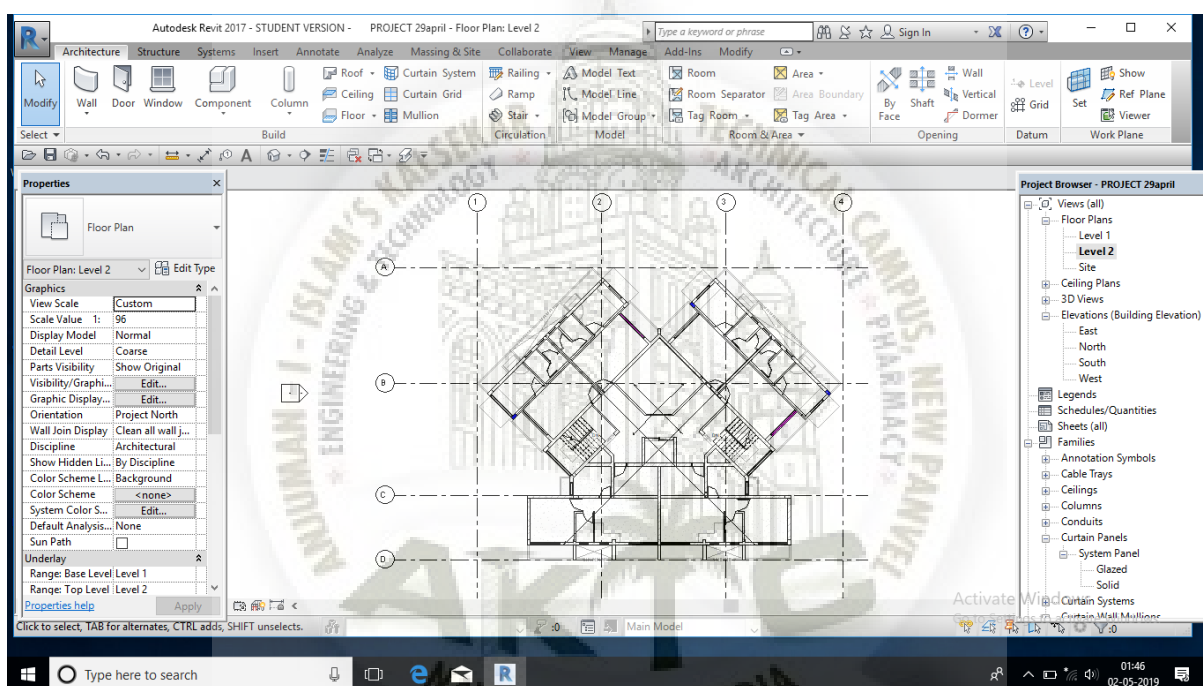 Autodesk Revit 2017 - STUDENT VERSION - PROJECT 29april - Floor Plan: Level 2
Type a keyword or phrase
Sign In
Architecture Structure Systems Insert Annotate Analyze Massing & Site Collaborate View Manage Add-Ins Modify
Modify Wall Door Window Component Column
Roof Curtain System
Ceiling Curtain Grid
Floor Mullion
Railing
Ramp
Stair
Model Text
Model Line
Model Group
Room
Room Separator
Tag Room
Area
Area Boundary
Tag Area
By Face
Shaft
Wall
Vertical
Dormer
Level
Grid
Set
Show
Ref Plane
Viewer
Select Build Circulation Model Room & Area Opening Datum Work Plane
Properties
Floor Plan
Floor Plan: Level 2 Edit Type
Graphics
View Scale Custom
Scale Value 1: 96
Display Model Normal
Detail Level Coarse
Parts Visibility Show Original
Visibility/Graphi... Edit...
Graphic Display... Edit...
Orientation Project North
Wall Join Display Clean all wall j...
Discipline Architectural
Show Hidden Li... By Discipline
Color Scheme L... Background
Color Scheme <none>
System Color S... Edit...
Default Analysis... None
Sun Path
Underlay
Range: Base Level Level 1
Range: Top Level Level 2
Properties help Apply
1 2 3 4
A
B
C
D
Project Browser - PROJECT 29april
Views (all)
Floor Plans
Level 1
Level 2
Site
Ceiling Plans
3D Views
Elevations (Building Elevation)
East
North
South
West
Legends
Schedules/Quantities
Sheets (all)
Families
Annotation Symbols
Cable Trays
Ceilings
Columns
Conduits
Curtain Panels
System Panel
Glazed
Solid
Curtain Systems
Curtain Wall Mullions
Activate Windows
Click to select, TAB for alternates, CTRL adds, SHIFT unselects.
:0
Main Model
:0
Type here to search
01:46
02-05-2019
ANJUMAN - I - ISLAM'S KALSEKAR TECHNICAL CAMPUS, NEW PANVEL
ENGINEERING TECHNOLOGY ARCHITECTURE PHARMACY
AKTC